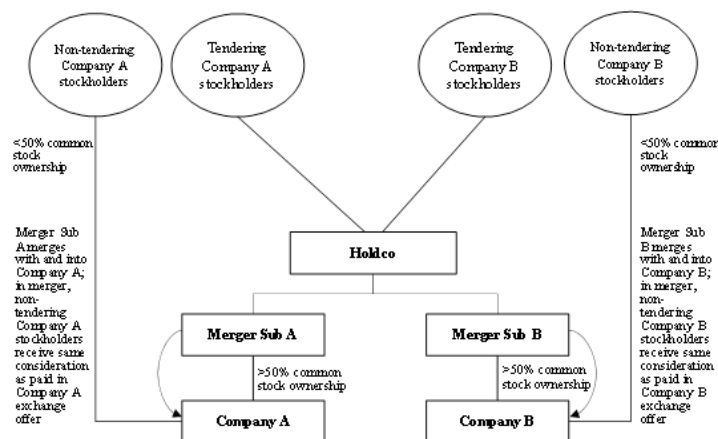 Non-tendering
Company A
stockholders
Tendering
Company A
stockholders
Tendering
Company B
stockholders
Non-tendering
Company B
stockholders
<50% common
stock
ownership
<50% common
stock
ownership
Merger Sub
A merges
with and into
Company A;
in merger,
non-
tendering
Company A
stockholders
receive same
consideration
as paid in
Company A
exchange
offer
Holdco
Merger Sub
B merges
with and into
Company B;
in merger,
non-
tendering
Company B
stockholders
receive same
consideration
as paid in
Company B
exchange
offer
Merger Sub A
Merger Sub B
>50% common
stock ownership
>50% common
stock ownership
Company A
Company B